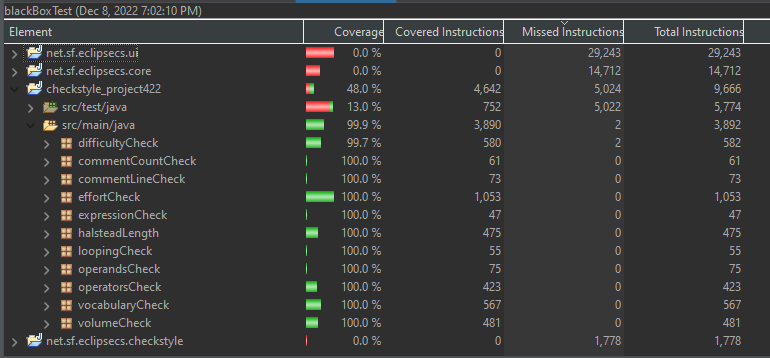 blackBoxTest (Dec 8, 2022 7:02:10 PM)
Element Coverage Covered Instructions Missed Instructions Total Instructions
net.sf.eclipsecs.ui 0.0 % 0 29,243 29,243
net.sf.eclipsecs.core 0.0 % 0 14,712 14,712
checkstyle_project422 48.0 % 4,642 5,024 9,666
src/test/java 13.0 % 752 5,022 5,774
src/main/java 99.9 % 3,890 2 3,892
difficultyCheck 99.7 % 580 2 582
commentCountCheck 100.0 % 61 0 61
commentLineCheck 100.0 % 73 0 73
effortCheck 100.0 % 1,053 0 1,053
expressionCheck 100.0 % 47 0 47
halsteadLength 100.0 % 475 0 475
loopingCheck 100.0 % 55 0 55
operandsCheck 100.0 % 75 0 75
operatorsCheck 100.0 % 423 0 423
vocabularyCheck 100.0 % 567 0 567
volumeCheck 100.0 % 481 0 481
net.sf.eclipsecs.checkstyle 0.0 % 0 1,778 1,778